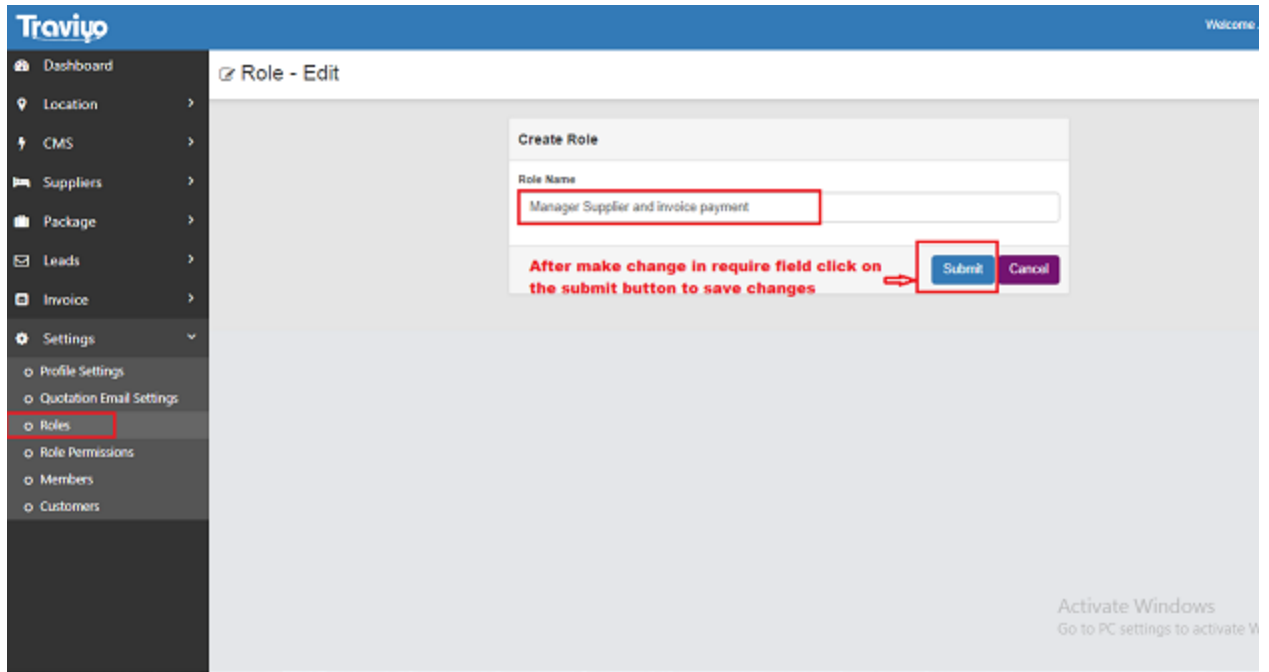 Traviyo
Welcome
Dashboard
Role - Edit
Location
CMS
Create Role
Suppliers
Role Name
Manager Supplier and invoice payment
Package
Leads
After make change in require field click on
the submit button to save changes
Submit
Cancel
Invoice
Settings
Profile Settings
Quotation Email Settings
Roles
Role Permissions
Members
Customers
Activate Windows
Go to PC settings to activate W